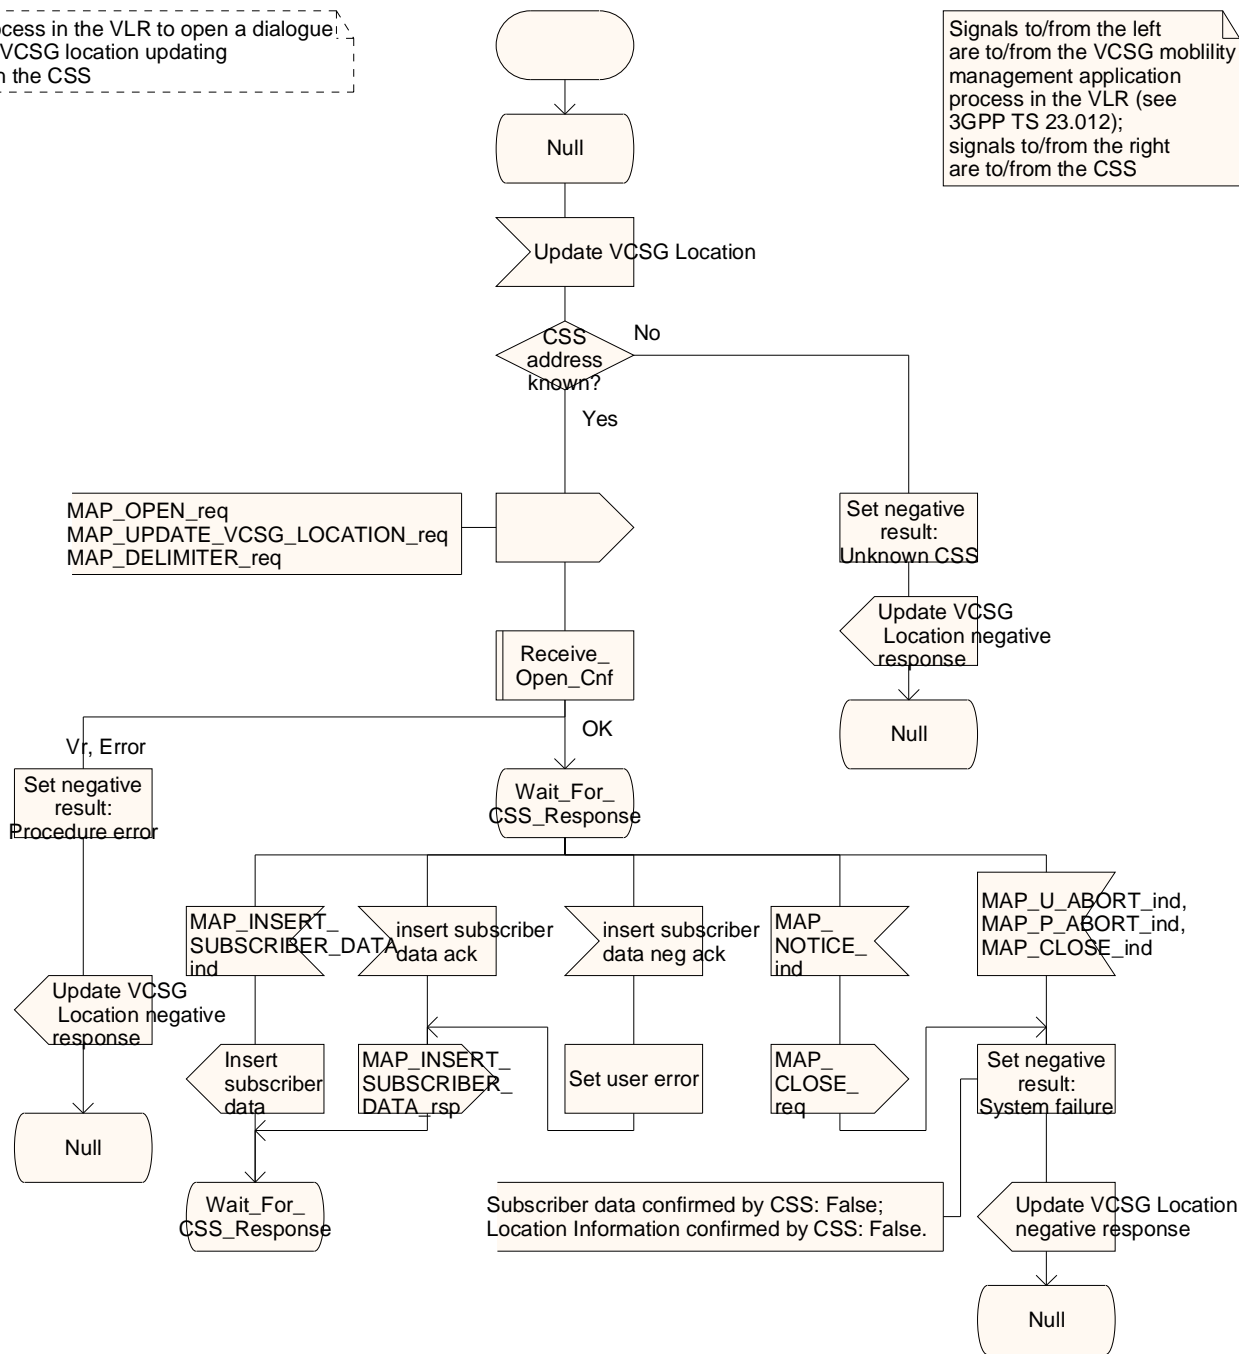 cess in the VLR to open a dialogue
VCSG location updating
the CSS
Signals to/from the left
are to/from the VCSG moblility
management application
process in the VLR (see
3GPP TS 23.012);
signals to/from the right
are to/from the CSS
Null
Update VCSG Location
CSS
address
known?
No
Yes
MAP_OPEN_req
MAP_UPDATE_VCSG_LOCATION_req
MAP_DELIMITER_req
Set negative
result:
Unknown CSS
Update VCSG
Location negative
response
Receive_
Open_Cnf
Null
OK
Vr, Error
Set negative
result:
Procedure error
Wait_For_
CSS_Response
MAP_INSERT_
SUBSCRIBER_DATA_
ind
insert subscriber
data ack
insert subscriber
data neg ack
MAP_
NOTICE_
ind
MAP_U_ABORT_ind,
MAP_P_ABORT_ind,
MAP_CLOSE_ind
Update VCSG
Location negative
response
Insert
subscriber
data
MAP_INSERT_
SUBSCRIBER_
DATA_rsp
Set user error
MAP_
CLOSE_
req
Set negative
result:
System failure
Null
Wait_For_
CSS_Response
Subscriber data confirmed by CSS: False;
Location Information confirmed by CSS: False.
Update VCSG Location
negative response
Null